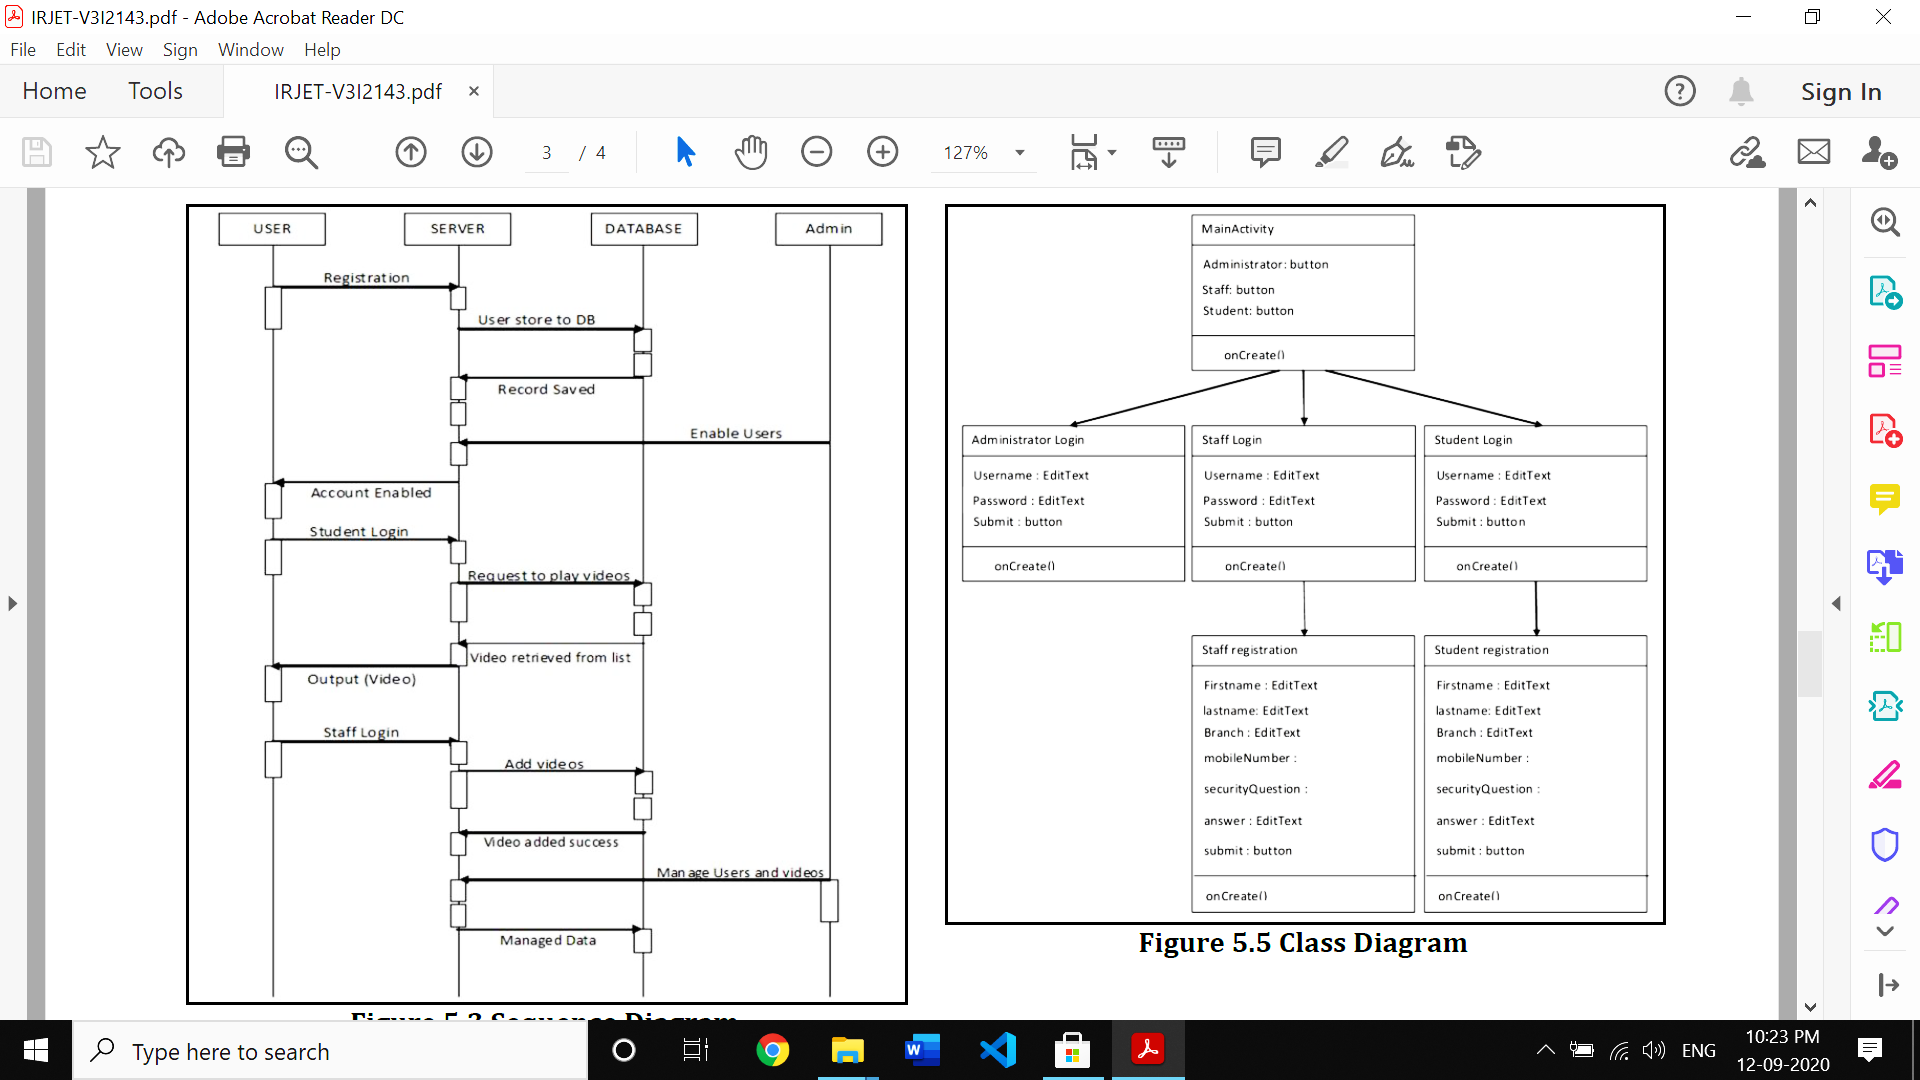 IRJET-V3I2143.pdf - Adobe Acrobat Reader DC
File Edit View Sign Window Help
Home Tools IRJET-V3I2143.pdf × Sign In
3 / 4 127%
USER SERVER DATABASE Admin
Registration
User store to DB
Record Saved
Enable Users
Account Enabled
Student Login
Request to play videos
Video retrieved from list
Output (Video)
Staff Login
Add videos
Video added success
Manage Users and videos
Managed Data
Figure 5.3 Sequence Diagram
MainActivity
Administrator: button
Staff: button
Student: button
onCreate()
Administrator Login
Username : EditText
Password : EditText
Submit : button
onCreate()
Staff Login
Username : EditText
Password : EditText
Submit : button
onCreate()
Student Login
Username : EditText
Password : EditText
Submit : button
onCreate()
Staff registration
Firstname : EditText
lastname: EditText
Branch : EditText
mobileNumber :
securityQuestion :
answer : EditText
submit : button
onCreate()
Student registration
Firstname : EditText
lastname: EditText
Branch : EditText
mobileNumber :
securityQuestion :
answer : EditText
submit : button
onCreate()
Figure 5.5 Class Diagram
Type here to search
ENG
10:23 PM
12-09-2020